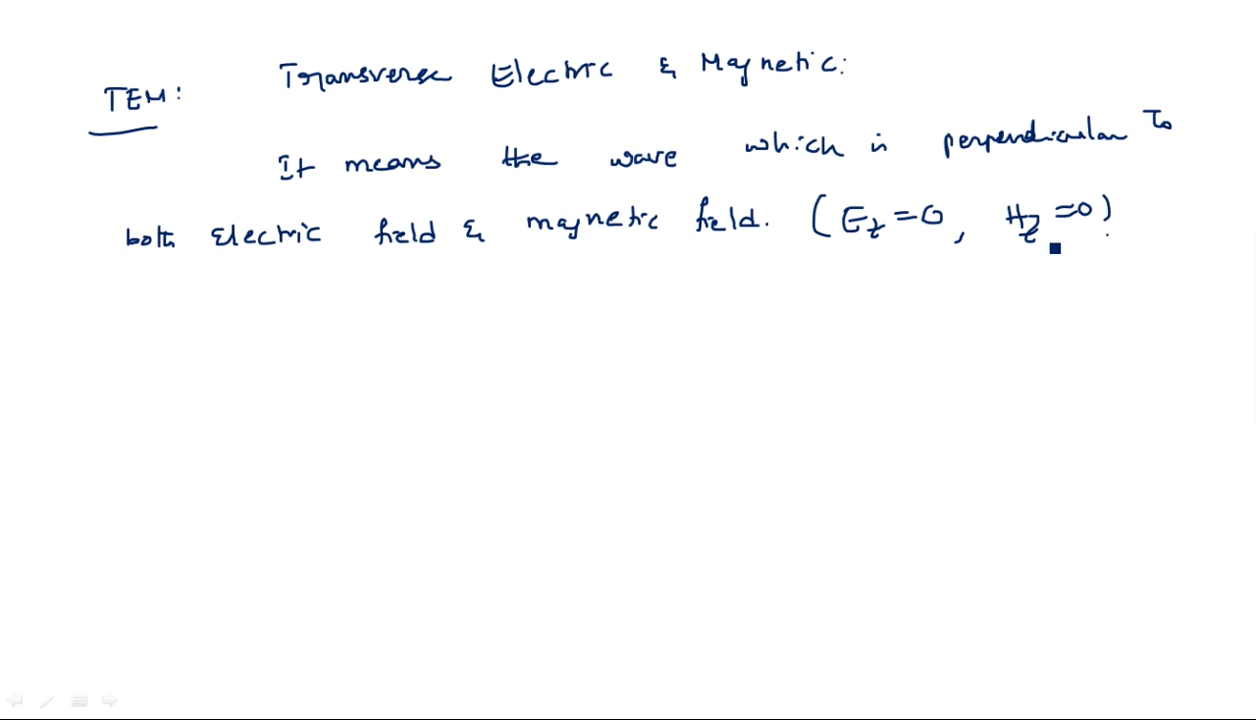 TEM: Transverse Electric & Magnetic:
It means the wave which is perpendicular To
both Electric field & magnetic field. (Ez=0, Hz=0)